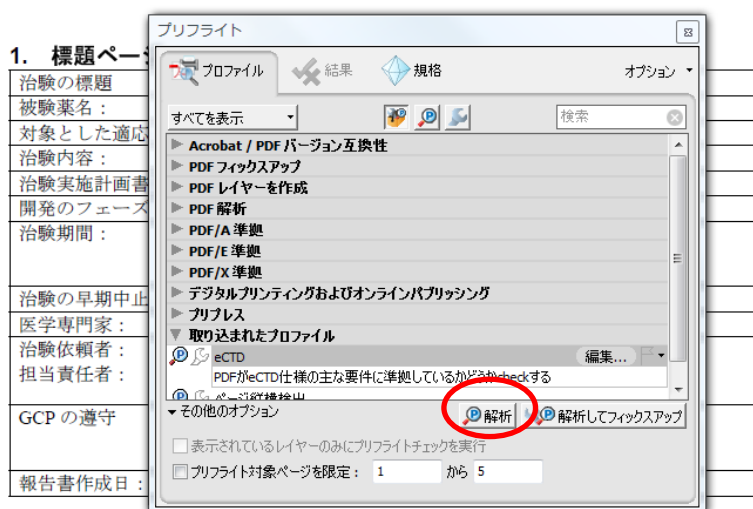 プリフライト
1. 標題ペー
治験の標題
被験薬名：
対象とした適応
治験内容：
治験実施計画書
開発のフェーズ
治験期間：
治験の早期中止
医学専門家：
治験依頼者：
担当責任者：
GCP の遵守
報告書作成日：
プロファイル
結果
規格
オプション
すべてを表示
検索
Acrobat / PDF バージョン互換性
PDF フィックスアップ
PDF レイヤーを作成
PDF 解析
PDF/A 準拠
PDF/E 準拠
PDF/X 準拠
デジタルプリンティングおよびオンラインパブリッシング
プリプレス
取り込まれたプロファイル
eCTD
編集...
PDFがeCTD仕様の主な要件に準拠しているかどうかcheckする
ページ縦横検出
その他のオプション
解析
解析してフィックスアップ
表示されているレイヤーのみにプリフライトチェックを実行
プリフライト対象ページを限定： 1 から 5